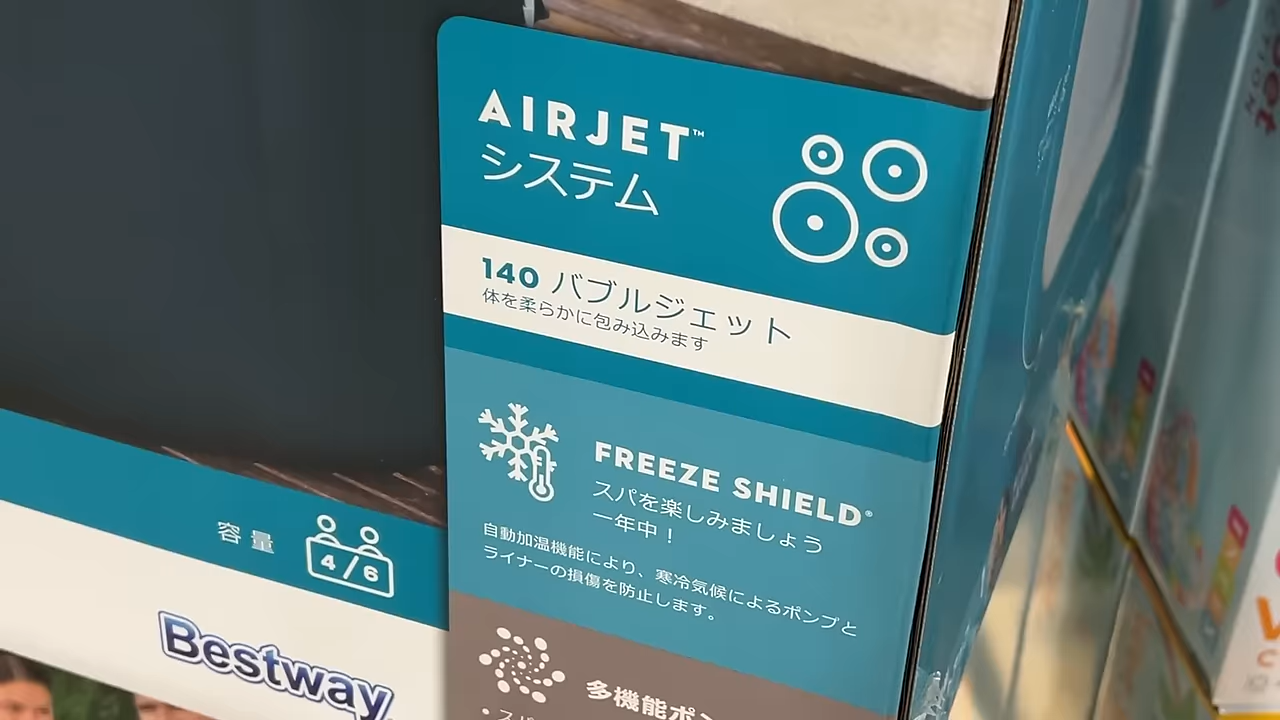 AIRJET™
システム
140 バブルジェット
体を柔らかに包み込みます
FREEZE SHIELD®
スパを楽しみましょう
一年中！
自動加温機能により、寒冷気候によるポンプと
ライナーの損傷を防止します。
容量
4/6
Bestway
多機能ポン